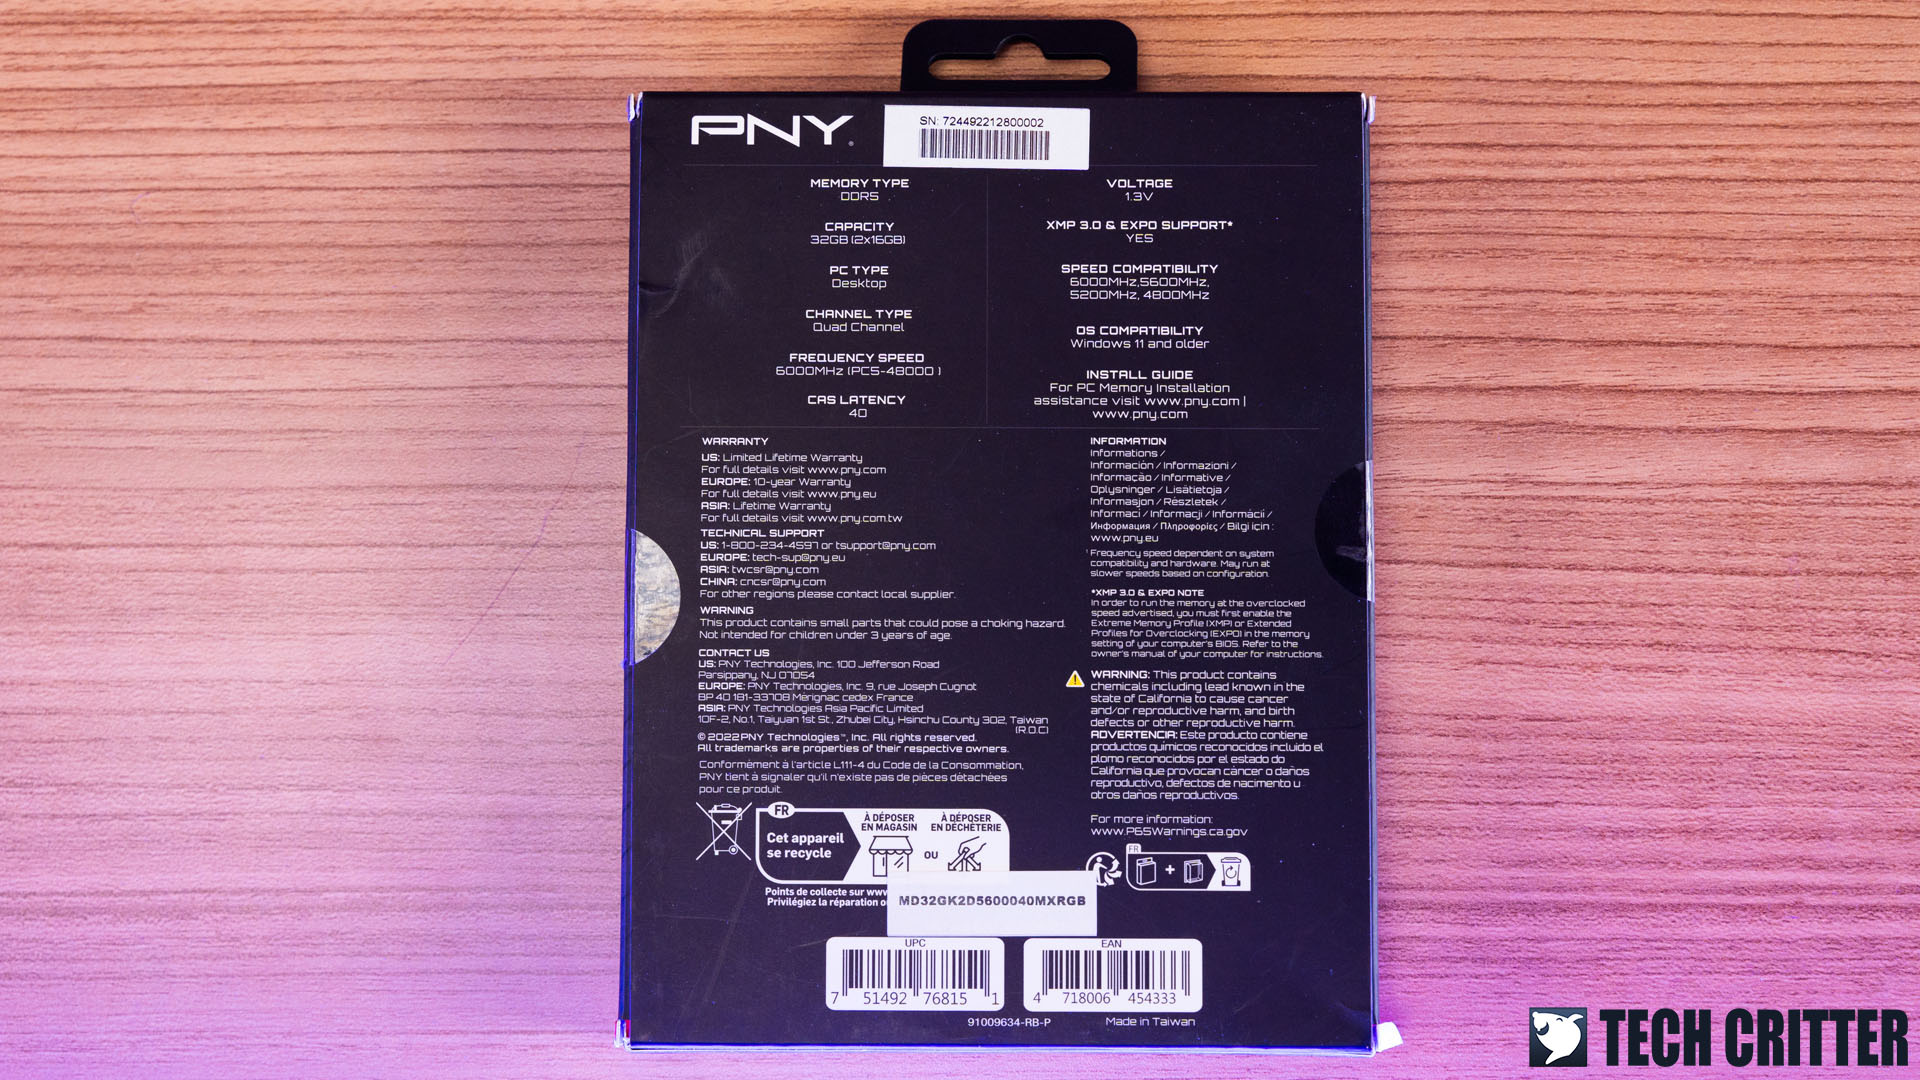 PNY
SN: 724492212800002
MEMORY TYPE
DDR5
CAPACITY
32GB (2x16GB)
PC TYPE
Desktop
CHANNEL TYPE
Quad Channel
FREQUENCY SPEED
6000MHz (PC5-48000 )
CAS LATENCY
40
VOLTAGE
1.3V
XMP 3.0 & EXPO SUPPORT*
YES
SPEED COMPATIBILITY
6000MHz,5600MHz,
5200MHz, 4800MHz
OS COMPATIBILITY
Windows 11 and older
INSTALL GUIDE
For PC Memory Installation
assistance visit www.pny.com |
www.pny.com
WARRANTY
US: Limited Lifetime Warranty
For full details visit www.pny.com
EUROPE: 10-year Warranty
For full details visit www.pny.eu
ASIA: Lifetime Warranty
For full details visit www.pny.com.tw
TECHNICAL SUPPORT
US: 1-800-234-4597 or tsupport@pny.com
EUROPE: tech-sup@pny.eu
ASIA: twcsr@pny.com
CHINA: cncsr@pny.com
For other regions please contact local supplier.
WARNING
This product contains small parts that could pose a choking hazard.
Not intended for children under 3 years of age.
CONTACT US
US: PNY Technologies, Inc. 100 Jefferson Road
Parsippany, NJ 07054
EUROPE: PNY Technologies, Inc. 9, rue Joseph Cugnot
BP 40 181-33708 Mérignac cedex France
ASIA: PNY Technologies Asia Pacific Limited
10F-2, No.1, Taiyuan 1st St., Zhubei City, Hsinchu County 302, Taiwan
(R.O.C)
© 2022 PNY Technologies™, Inc. All rights reserved.
All trademarks are properties of their respective owners.
Conformément à l'article L111-4 du Code de la Consommation,
PNY tient à signaler qu'il n'existe pas de pièces détachées
pour ce produit.
INFORMATION
Informations /
Información / Informazioni /
Informação / Informative /
Oplysninger / Lisätietoja /
Informasjon / Részletek /
Informaci / Informacji / Informácií /
Информация / Πληροφορίες / Bilgi için :
www.pny.eu
¹ Frequency speed dependent on system
compatibility and hardware. May run at
slower speeds based on configuration.
*XMP 3.0 & EXPO NOTE
In order to run the memory at the overclocked
speed advertised, you must first enable the
Extreme Memory Profile (XMP) or Extended
Profiles for Overclocking (EXPO) in the memory
setting of your computer's BIOS. Refer to the
owner's manual of your computer for instructions.
WARNING: This product contains
chemicals including lead known in the
state of California to cause cancer
and/or reproductive harm, and birth
defects or other reproductive harm.
ADVERTENCIA: Este producto contiene
productos químicos reconocidos incluido el
plomo reconocidos por el estado do
California que provocan cáncer o daños
reproductivo, defectos de nacimento u
otros daños reproductivos.
For more information:
www.P65Warnings.ca.gov
FR
Cet appareil
se recycle
À DÉPOSER
EN MAGASIN
OU
À DÉPOSER
EN DÉCHÈTERIE
Points de collecte sur www
Privilégiez la réparation
FR
MD32GK2D5600040MXRGB
UPC
7 51492 76815 1
EAN
4 718006 454333
91009634-RB-P
Made in Taiwan
TECH CRITTER